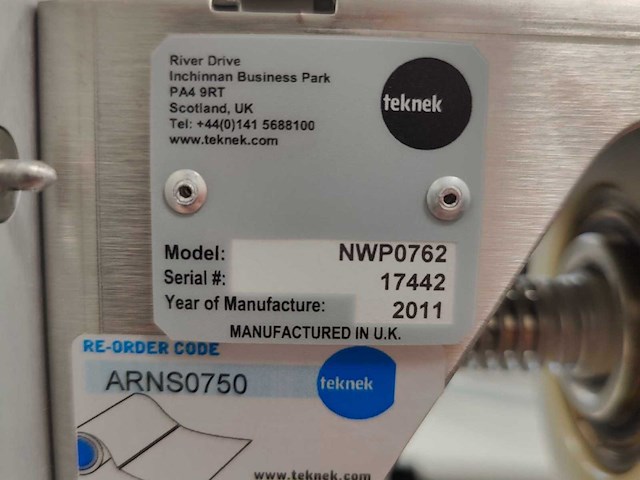 River Drive
Inchinnan Business Park
PA4 9RT
Scotland, UK
Tel: +44(0)141 5688100
www.teknek.com
teknek
Model: NWP0762
Serial #: 17442
Year of Manufacture: 2011
MANUFACTURED IN U.K.
RE-ORDER CODE
ARNS0750
teknek
www.teknek.com